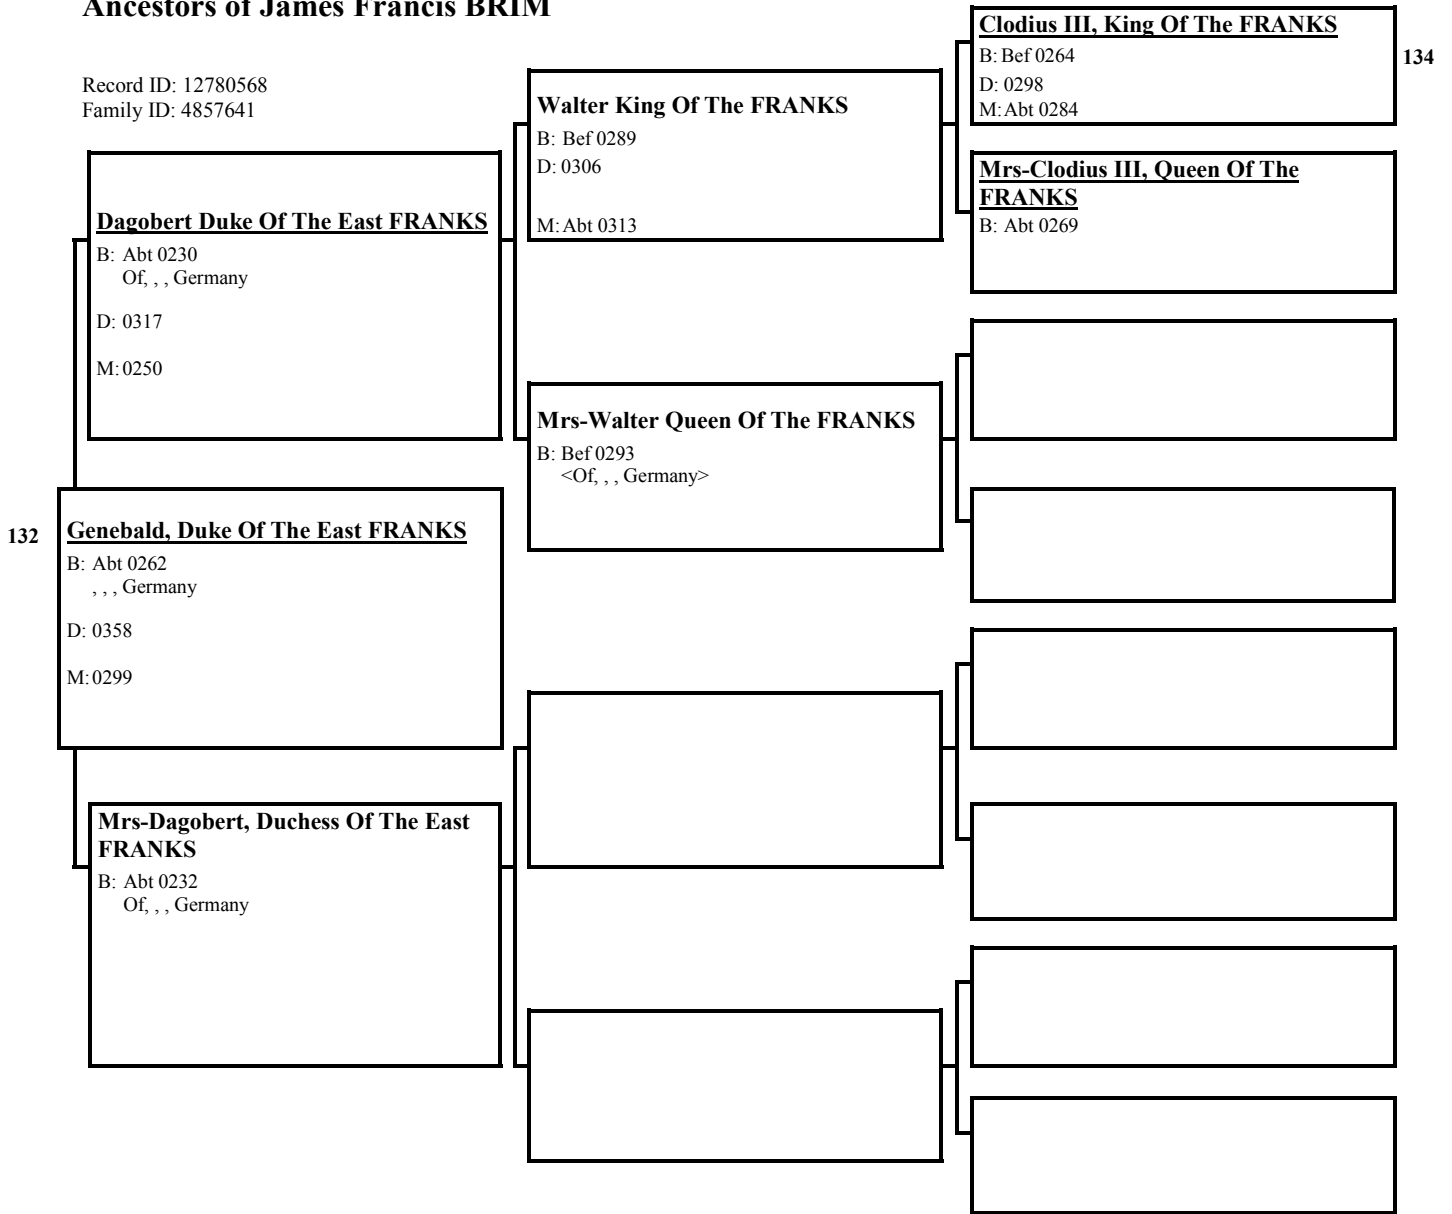 Ancestors of James Francis BRIM
Record ID: 12780568
Family ID: 4857641
132
Genebald, Duke Of The East FRANKS
B: Abt 0262
, , , Germany
D: 0358
M: 0299
Dagobert Duke Of The East FRANKS
B: Abt 0230
Of, , , Germany
D: 0317
M: 0250
Mrs-Dagobert, Duchess Of The East
FRANKS
B: Abt 0232
Of, , , Germany
Walter King Of The FRANKS
B: Bef 0289
D: 0306
M: Abt 0313
Mrs-Walter Queen Of The FRANKS
B: Bef 0293
<Of, , , Germany>
Clodius III, King Of The FRANKS
B: Bef 0264
D: 0298
M: Abt 0284
134
Mrs-Clodius III, Queen Of The
FRANKS
B: Abt 0269